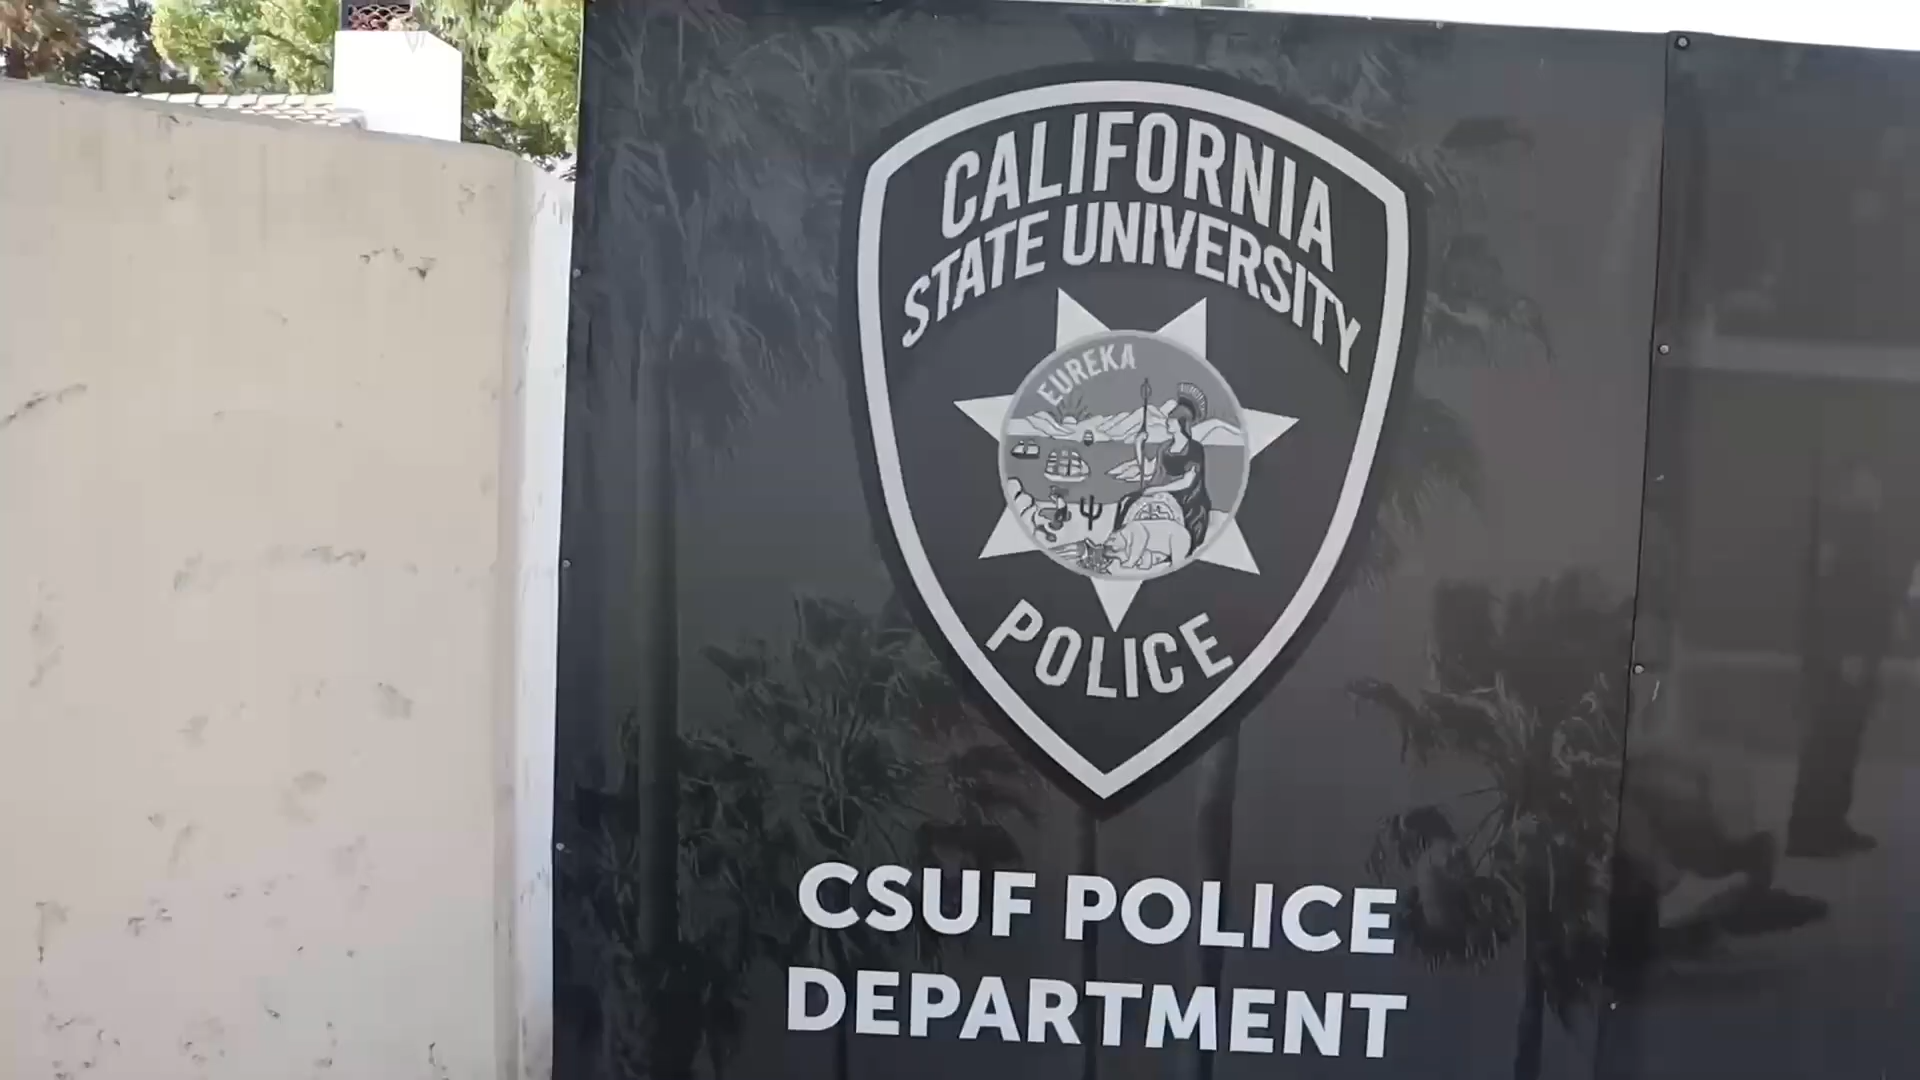 CALIFORNIA
STATE UNIVERSITY
EUREKA
POLICE
CSUF POLICE
DEPARTMENT